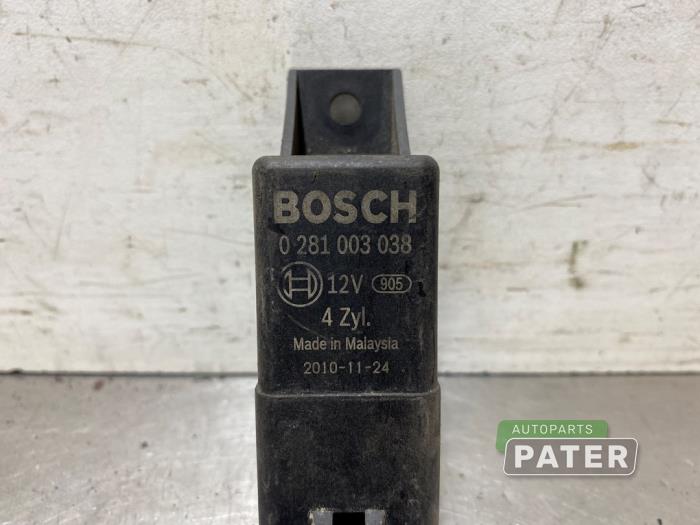 BOSCH
0 281 003 038
12V 905
4 Zyl.
Made in Malaysia
2010-11-24
AUTOPARTS
PATER